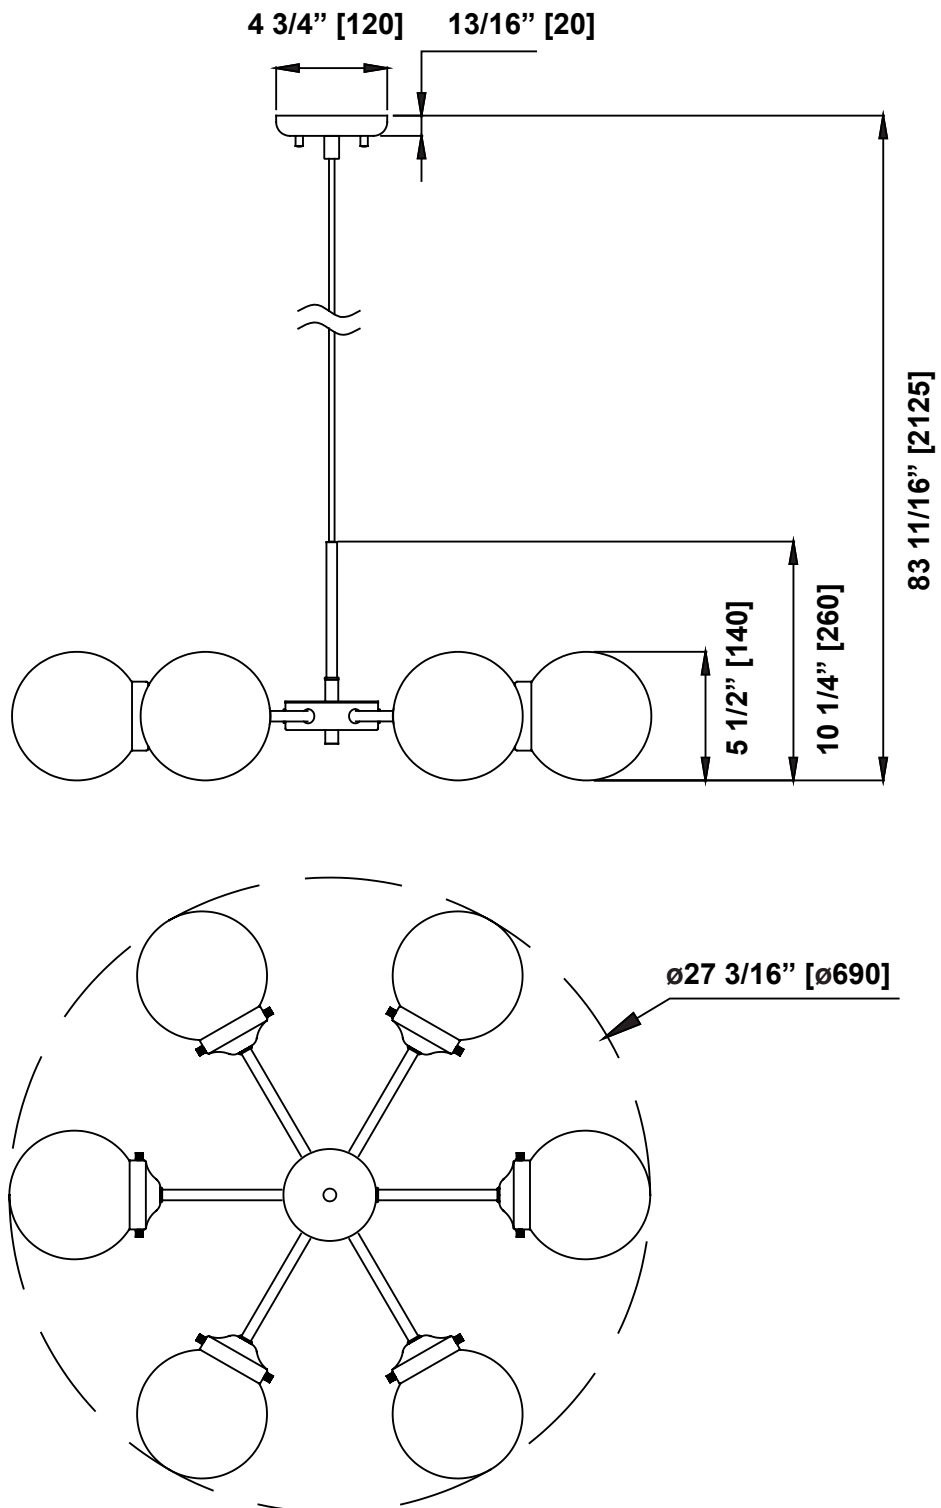 4 3/4” [120]
13/16” [20]
83 11/16” [2125]
5 1/2” [140]
10 1/4” [260]
ø27 3/16” [ø690]